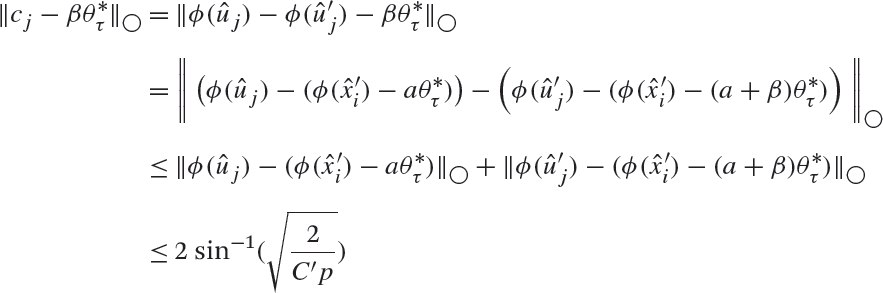 ‖c_j − βθ*_τ‖_○ = ‖ϕ(û_j) − ϕ(û′_j) − βθ*_τ‖_○
= ‖ (ϕ(û_j) − (ϕ(x̂′_i) − aθ*_τ)) − (ϕ(û′_j) − (ϕ(x̂′_i) − (a + β)θ*_τ) ) ‖_○
≤ ‖ϕ(û_j) − (ϕ(x̂′_i) − aθ*_τ)‖_○ + ‖ϕ(û′_j) − (ϕ(x̂′_i) − (a + β)θ*_τ)‖_○
≤ 2 sin⁻¹(√(2/(C′p)))